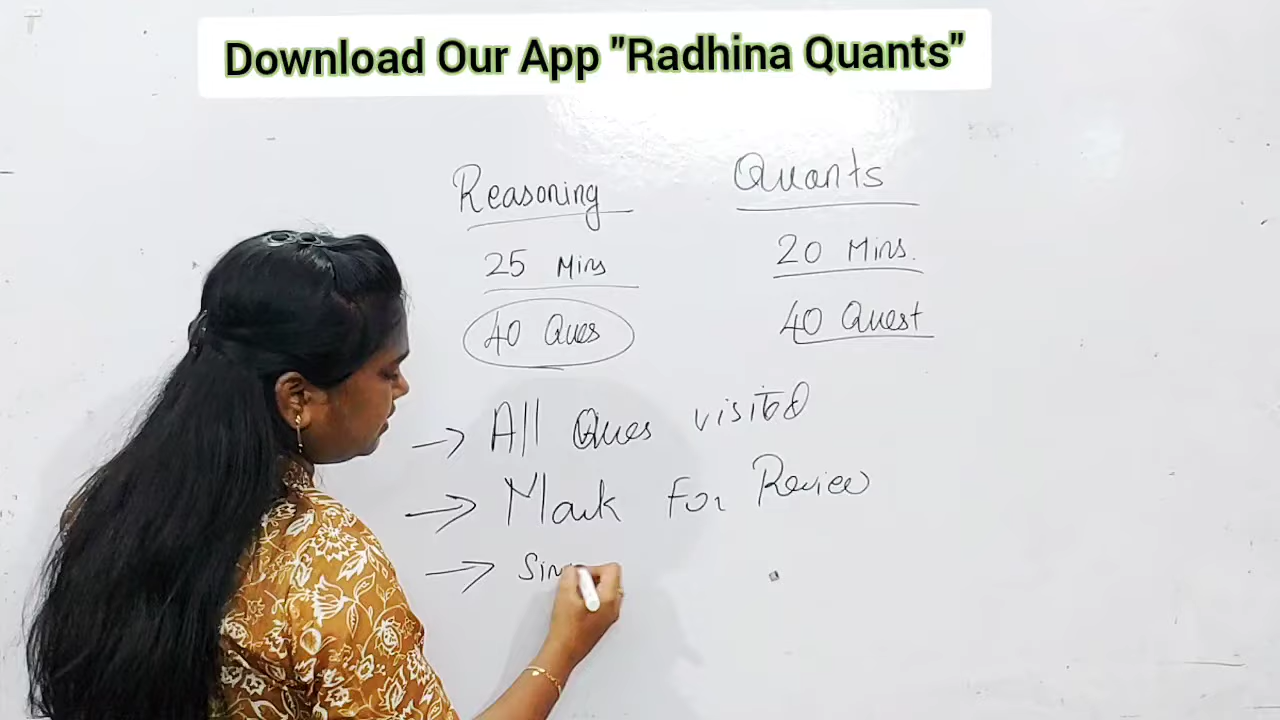 Download Our App "Radhina Quants"
Reasoning
25 Mins
40 Ques
Quants
20 Mins.
40 Quest
→ All Ques visited
→ Mark For Review
→